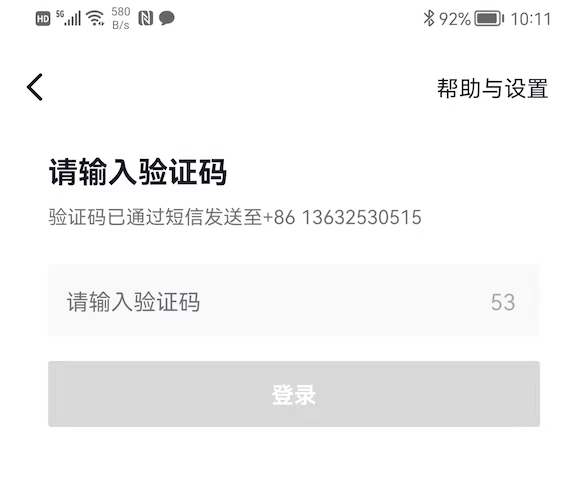 HD 5G 580 B/s 92% 10:11
帮助与设置
请输入验证码
验证码已通过短信发送至+86 13632530515
请输入验证码 53
登录